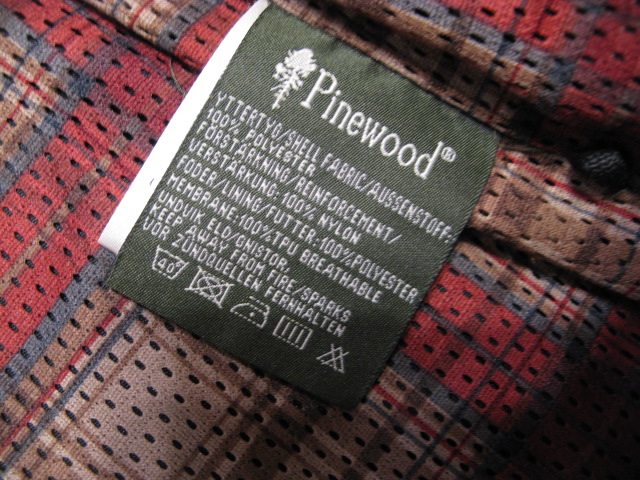 Pinewood®
YTTERTYG/SHELL FABRIC/AUSSENSTOFF:
100% POLYESTER
FÖRSTÄRKNING/REINFORCEMENT/
VERSTÄRKUNG:100% NYLON
FODER/LINING/FUTTER:100%POLYESTER
MEMBRANE:100%TPU BREATHABLE
UNDVIK ELD/GNISTOR.
KEEP AWAY FROM FIRE/SPARKS
VOR ZÜNDQUELLEN FERNHALTEN
40